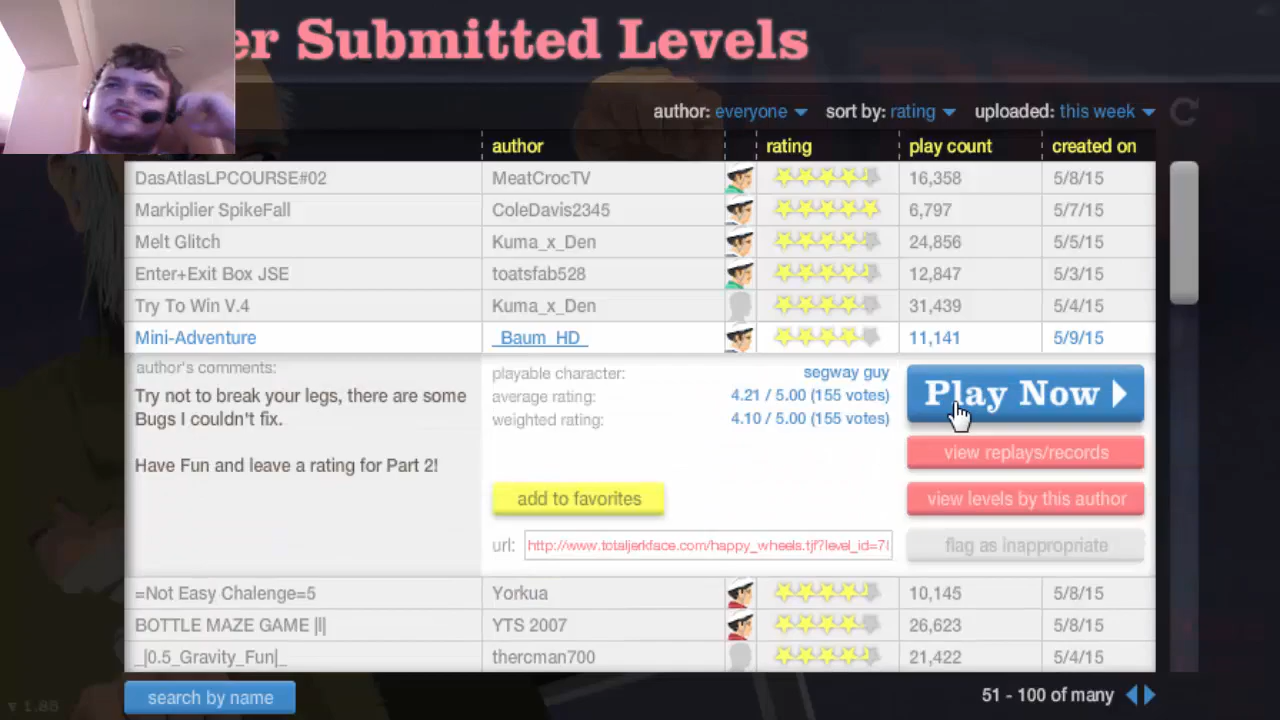 er Submitted Levels
author: everyone sort by: rating uploaded: this week
author rating play count created on
DasAtlasLPCOURSE#02 MeatCrocTV 16,358 5/8/15
Markiplier SpikeFall ColeDavis2345 6,797 5/7/15
Melt Glitch Kuma_x_Den 24,856 5/5/15
Enter+Exit Box JSE toatsfab528 12,847 5/3/15
Try To Win V.4 Kuma_x_Den 31,439 5/4/15
Mini-Adventure _Baum_HD_ 11,141 5/9/15
author's comments:
Try not to break your legs, there are some
Bugs I couldn't fix.
Have Fun and leave a rating for Part 2!
playable character: segway guy
average rating: 4.21 / 5.00 (155 votes)
weighted rating: 4.10 / 5.00 (155 votes)
add to favorites
url: http://www.totaljerkface.com/happy_wheels.tjf?level_id=7
Play Now
view replays/records
view levels by this author
flag as inappropriate
=Not Easy Chalenge=5 Yorkua 10,145 5/8/15
BOTTLE MAZE GAME |||| YTS 2007 26,623 5/8/15
_|0.5_Gravity_Fun|_ thercman700 21,422 5/4/15
search by name
51 - 100 of many
v 1.85